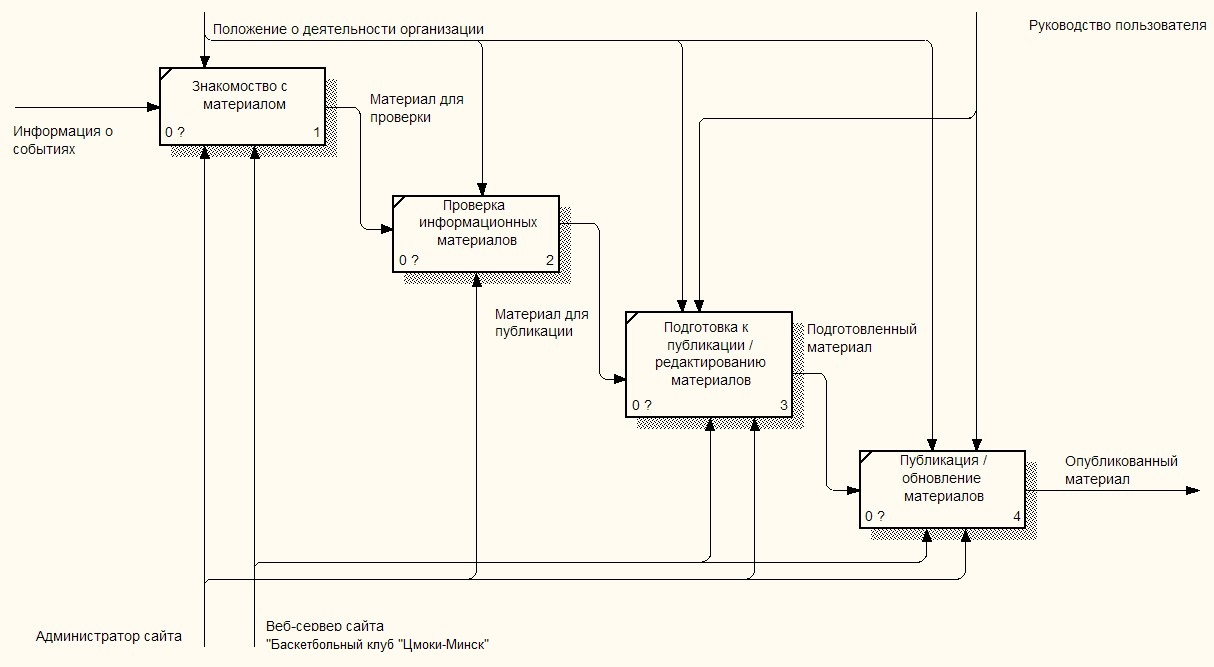 Положение о деятельности организации
Руководство пользователя
Знакомоство с
материалом
0 ?
1
Информация о
событиях
Материал для
проверки
Проверка
информационных
материалов
0 ?
2
Материал для
публикации
Подготовка к
публикации /
редактированию
материалов
0 ?
3
Подготовленный
материал
Публикация /
обновление
материалов
0 ?
4
Опубликованный
материал
Администратор сайта
Веб-сервер сайта
"Баскетбольный клуб "Цмоки-Минск"